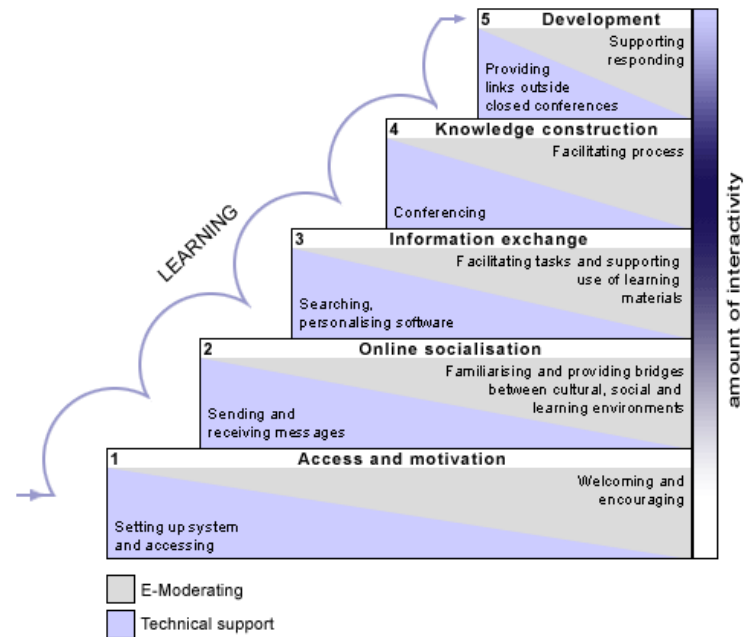 5 Development
Supporting
responding
Providing
links outside
closed conferences
4 Knowledge construction
Facilitating process
Conferencing
3 Information exchange
Facilitating tasks and supporting
use of learning
materials
Searching,
personalising software
2 Online socialisation
Familiarising and providing bridges
between cultural, social and
learning environments
Sending and
receiving messages
1 Access and motivation
Welcoming and
encouraging
Setting up system
and accessing
LEARNING
amount of interactivity
E-Moderating
Technical support